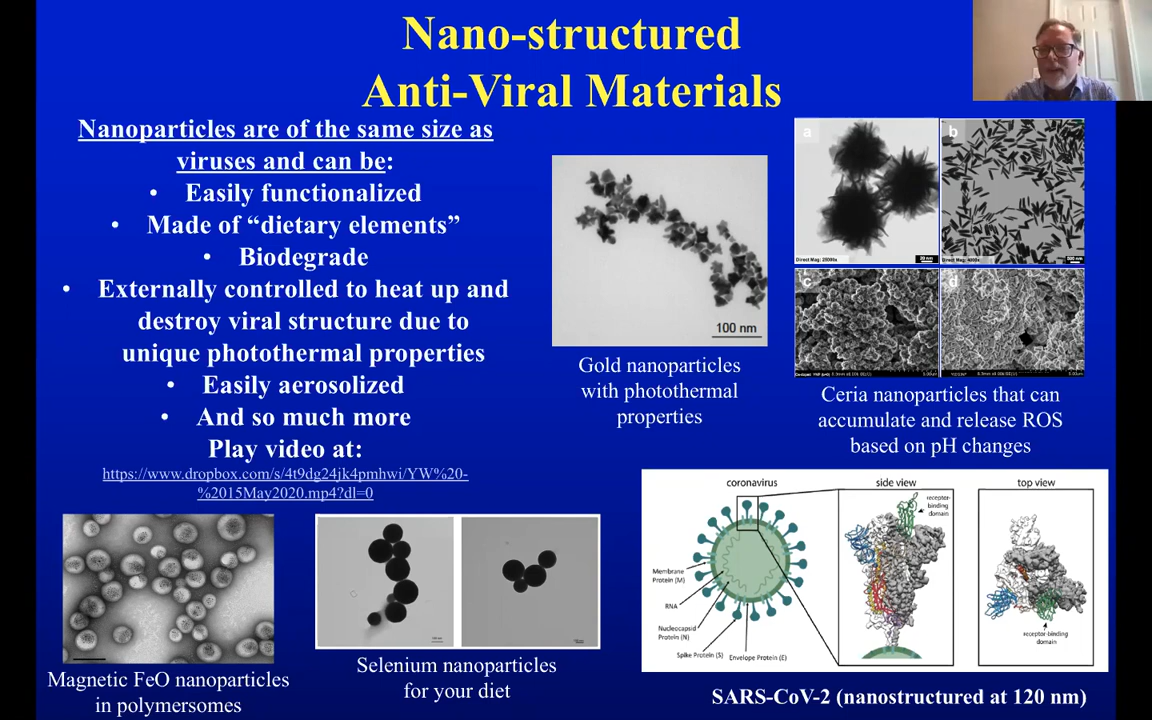 Nano-structured
Anti-Viral Materials
Nanoparticles are of the same size as
viruses and can be:
• Easily functionalized
• Made of “dietary elements”
• Biodegrade
• Externally controlled to heat up and
destroy viral structure due to
unique photothermal properties
• Easily aerosolized
• And so much more
Play video at:
https://www.dropbox.com/s/4t9dg24jk4pmhwi/YW%20-
%2015May2020.mp4?dl=0
100 nm
Gold nanoparticles
with photothermal
properties
a
b
c
d
Ceria nanoparticles that can
accumulate and release ROS
based on pH changes
Magnetic FeO nanoparticles
in polymersomes
Selenium nanoparticles
for your diet
coronavirus
Membrane
Protein (M)
RNA
Nucleocapsid
Protein (N)
Spike Protein (S)
Envelope Protein (E)
side view
receptor-
binding
domain
top view
receptor-binding
domain
SARS-CoV-2 (nanostructured at 120 nm)